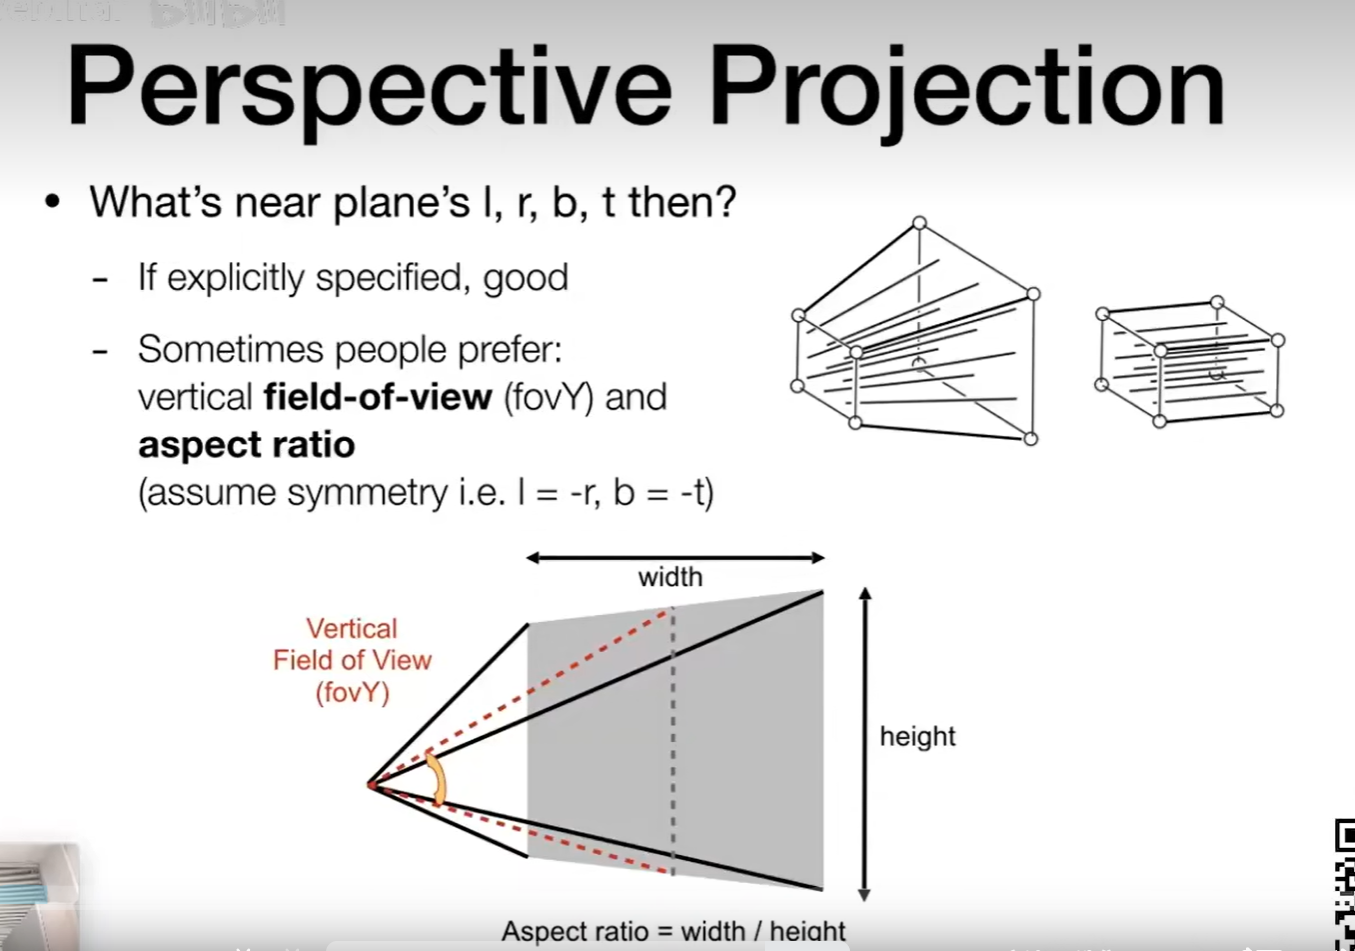 Perspective Projection
• What's near plane's l, r, b, t then?
- If explicitly specified, good
- Sometimes people prefer:
vertical field-of-view (fovY) and
aspect ratio
(assume symmetry i.e. l = -r, b = -t)
width
Vertical
Field of View
(fovY)
height
Aspect ratio = width / height